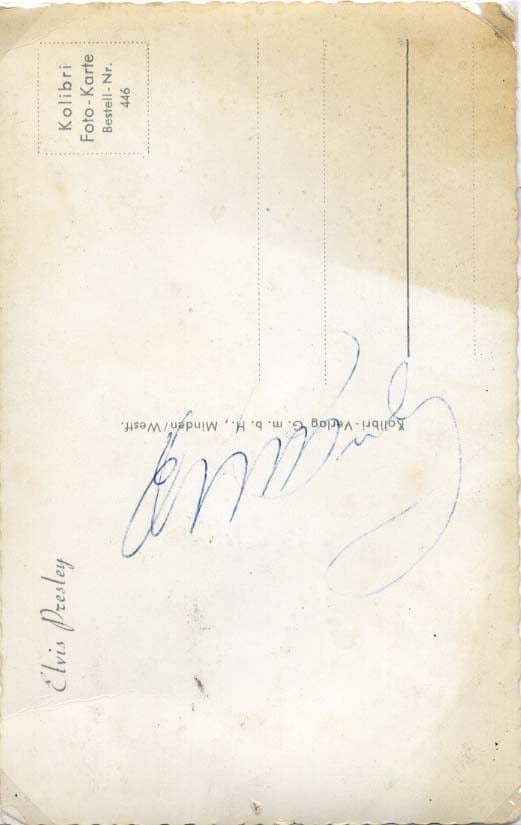 Elvis Presley
Kolibri-Verlag G. m. b. H., Minden/Westf.
Kolibri
Foto-Karte
Bestell-Nr.
446